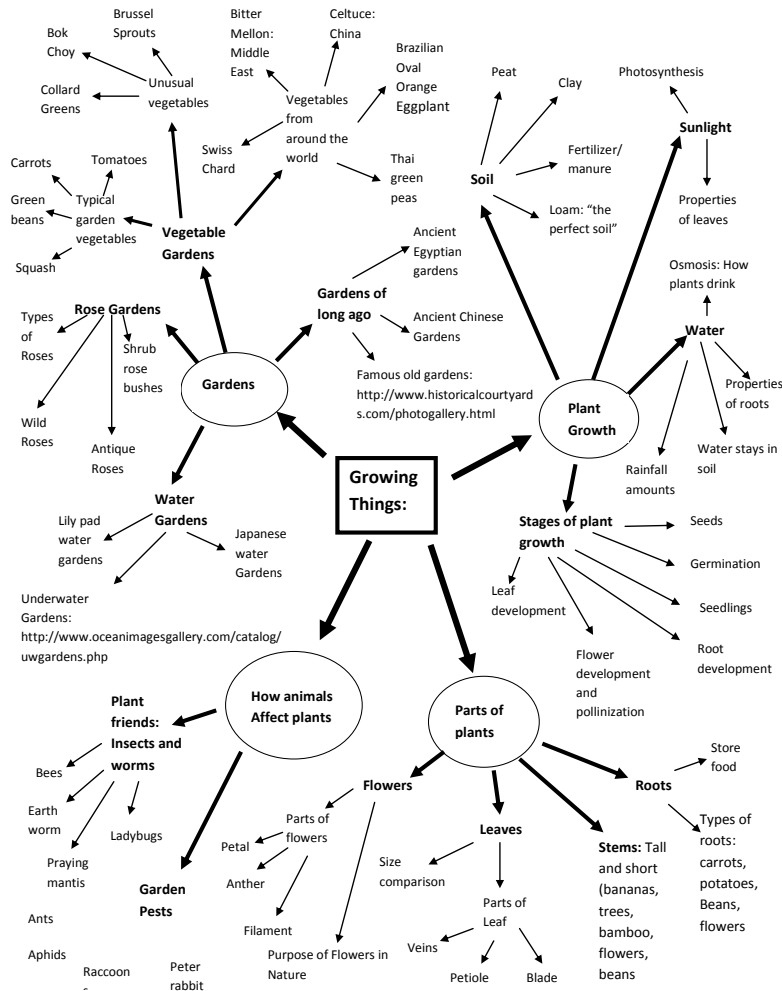 Bok
Choy
Brussel
Sprouts
Bitter
Mellon:
Middle
East
Celtuce:
China
Brazilian
Oval
Orange
Eggplant
Collard
Greens
Unusual
vegetables
Vegetables
from
around the
world
Swiss
Chard
Thai
green
peas
Carrots
Tomatoes
Green
beans
Typical
garden
vegetables
Squash
Vegetable
Gardens
Peat
Clay
Photosynthesis
Sunlight
Soil
Fertilizer/
manure
Loam: “the
perfect soil”
Properties
of leaves
Osmosis: How
plants drink
Water
Properties
of roots
Water stays in
soil
Rainfall
amounts
Ancient
Egyptian
gardens
Gardens of
long ago
Ancient Chinese
Gardens
Famous old gardens:
http://www.historicalcourtyard
s.com/photogallery.html
Rose Gardens
Types
of
Roses
Shrub
rose
bushes
Wild
Roses
Antique
Roses
Gardens
Plant
Growth
Growing
Things:
Water
Gardens
Lily pad
water
gardens
Japanese
water
Gardens
Underwater
Gardens:
http://www.oceanimagesgallery.com/catalog/
uwgardens.php
Stages of plant
growth
Seeds
Germination
Seedlings
Root
development
Leaf
development
Flower
development
and
pollinization
How animals
Affect plants
Parts of
plants
Plant
friends:
Insects and
worms
Bees
Earth
worm
Praying
mantis
Ladybugs
Garden
Pests
Ants
Aphids
Raccoon
Peter
rabbit
Flowers
Parts of
flowers
Petal
Anther
Filament
Purpose of Flowers in
Nature
Leaves
Size
comparison
Parts of
Leaf
Veins
Petiole
Blade
Stems: Tall
and short
(bananas,
trees,
bamboo,
flowers,
beans
Roots
Store
food
Types of
roots:
carrots,
potatoes,
Beans,
flowers